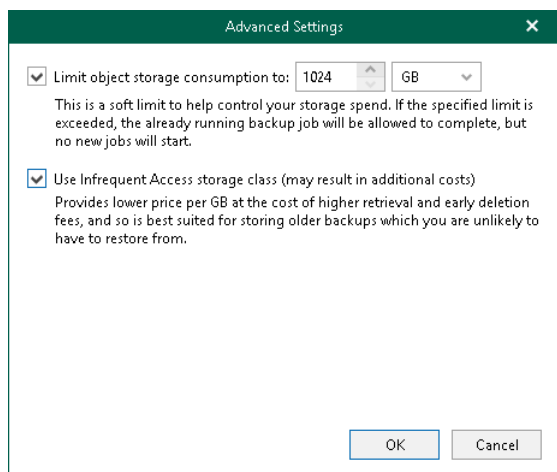 Advanced Settings
Limit object storage consumption to: 1024 GB
This is a soft limit to help control your storage spend. If the specified limit is
exceeded, the already running backup job will be allowed to complete, but
no new jobs will start.
Use Infrequent Access storage class (may result in additional costs)
Provides lower price per GB at the cost of higher retrieval and early deletion
fees, and so is best suited for storing older backups which you are unlikely to
have to restore from.
OK Cancel